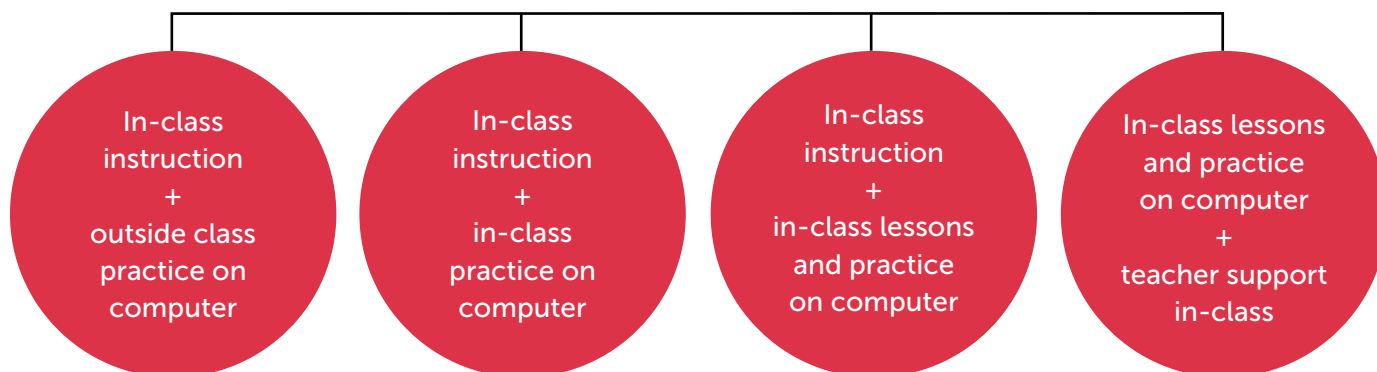 In-class
instruction
+
outside class
practice on
computer
In-class
instruction
+
in-class
practice on
computer
In-class
instruction
+
in-class lessons
and practice
on computer
In-class lessons
and practice
on computer
+
teacher support
in-class